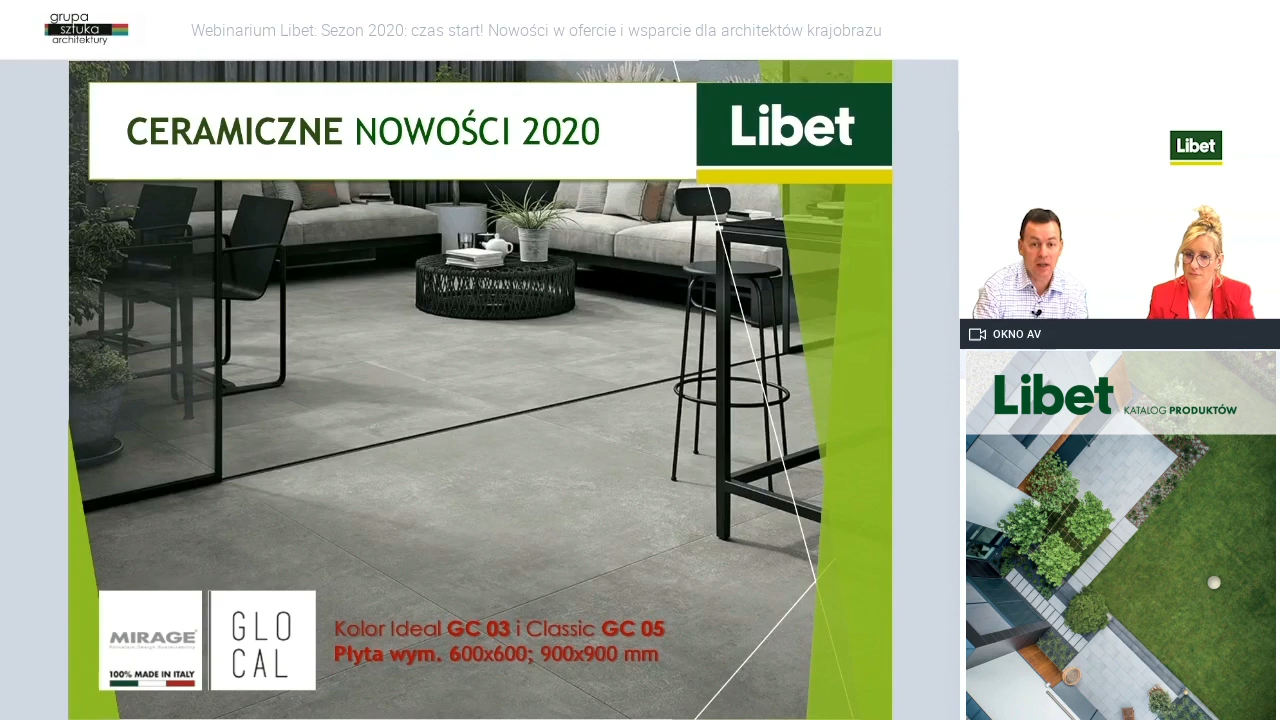 grupa
sztuka
architektury
Webinarium Libet: Sezon 2020: czas start! Nowości w ofercie i wsparcie dla architektów krajobrazu
CERAMICZNE NOWOŚCI 2020
Libet
Libet
OKNO AV
Libet KATALOG PRODUKTÓW
MIRAGE®
100% MADE IN ITALY
GLO
CAL
Kolor Ideal GC 03 i Classic GC 05
Płyta wym. 600x600; 900x900 mm